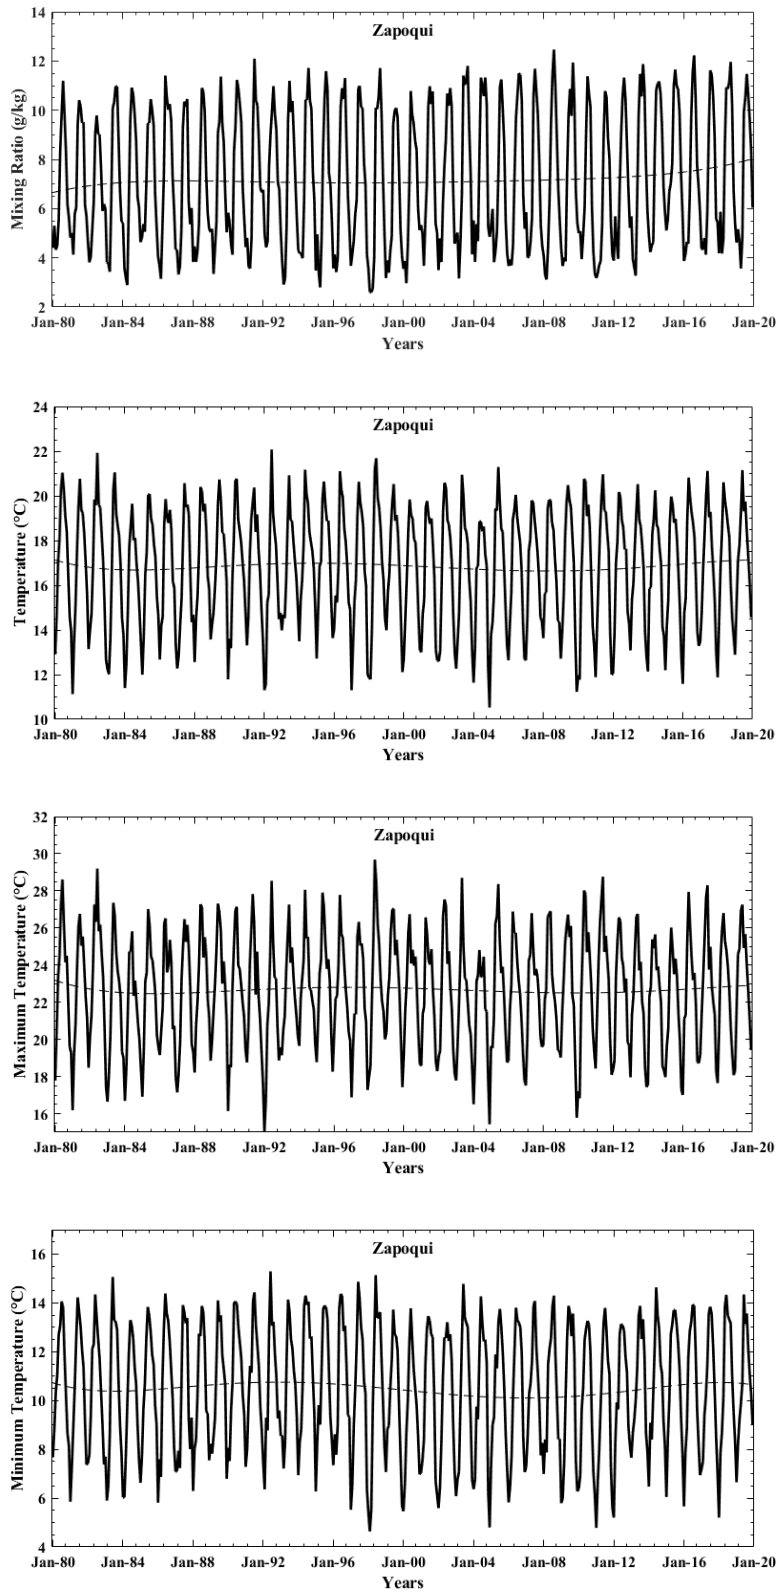 Zapoqui
Mixing Ratio (g/kg)
14
12
10
8
6
4
2
Jan-80 Jan-84 Jan-88 Jan-92 Jan-96 Jan-00 Jan-04 Jan-08 Jan-12 Jan-16 Jan-20
Years
Zapoqui
Temperature (°C)
24
22
20
18
16
14
12
10
Jan-80 Jan-84 Jan-88 Jan-92 Jan-96 Jan-00 Jan-04 Jan-08 Jan-12 Jan-16 Jan-20
Years
Zapoqui
Maximum Temperature (°C)
32
30
28
26
24
22
20
18
16
Jan-80 Jan-84 Jan-88 Jan-92 Jan-96 Jan-00 Jan-04 Jan-08 Jan-12 Jan-16 Jan-20
Years
Zapoqui
Minimum Temperature (°C)
16
14
12
10
8
6
4
Jan-80 Jan-84 Jan-88 Jan-92 Jan-96 Jan-00 Jan-04 Jan-08 Jan-12 Jan-16 Jan-20
Years